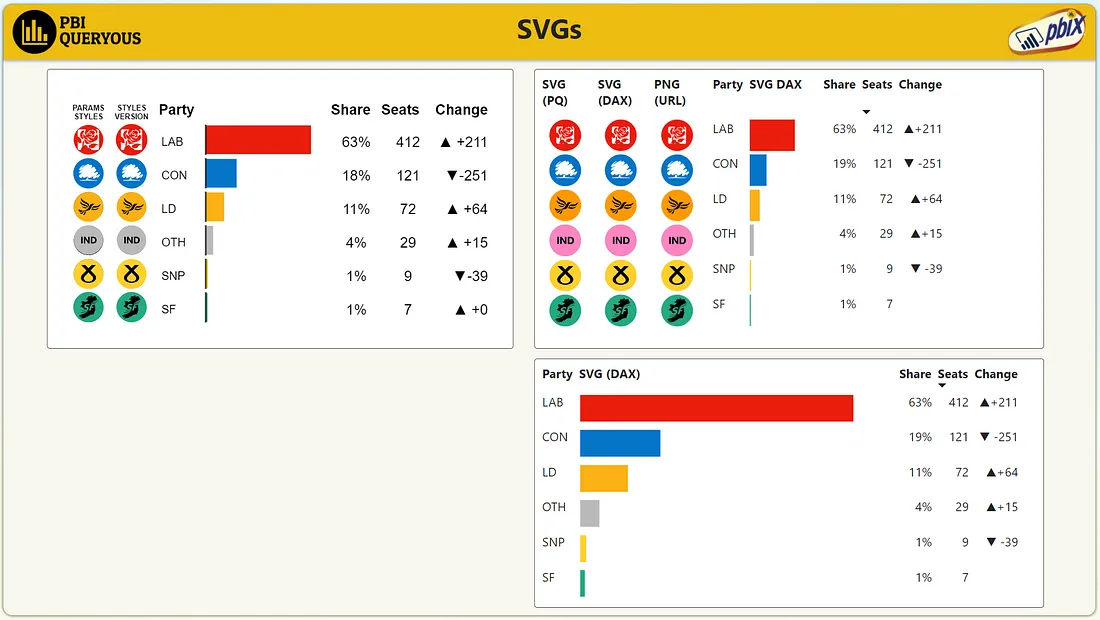 PBI
QUERYOUS
SVGs
pbix
PARAMS STYLES Party Share Seats Change
STYLES VERSION
LAB 63% 412 ▲ +211
CON 18% 121 ▼-251
LD 11% 72 ▲ +64
IND IND OTH 4% 29 ▲ +15
SNP 1% 9 ▼-39
SF SF SF 1% 7 ▲ +0
SVG (PQ) SVG (DAX) PNG (URL) Party SVG DAX Share Seats Change
LAB 63% 412 ▲+211
CON 19% 121 ▼ -251
LD 11% 72 ▲+64
IND IND IND OTH 4% 29 ▲+15
SNP 1% 9 ▼ -39
SF SF SF SF 1% 7
Party SVG (DAX) Share Seats Change
LAB 63% 412 ▲+211
CON 19% 121 ▼ -251
LD 11% 72 ▲+64
OTH 4% 29 ▲+15
SNP 1% 9 ▼ -39
SF 1% 7